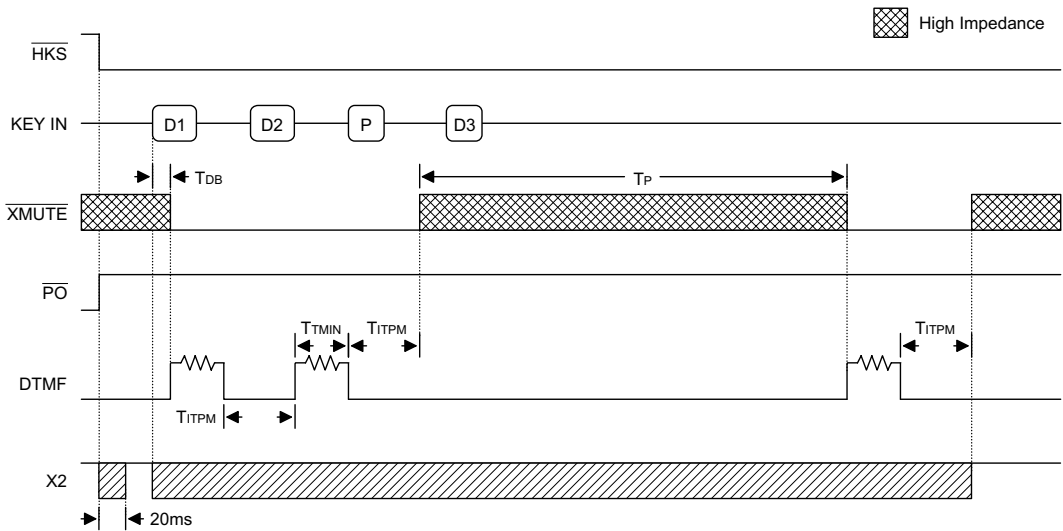 High Impedance
HKS
KEY IN D1 D2 P D3
TDB
TP
XMUTE
PO
TTMIN TITPM TITPM
DTMF
TITPM
X2
20ms